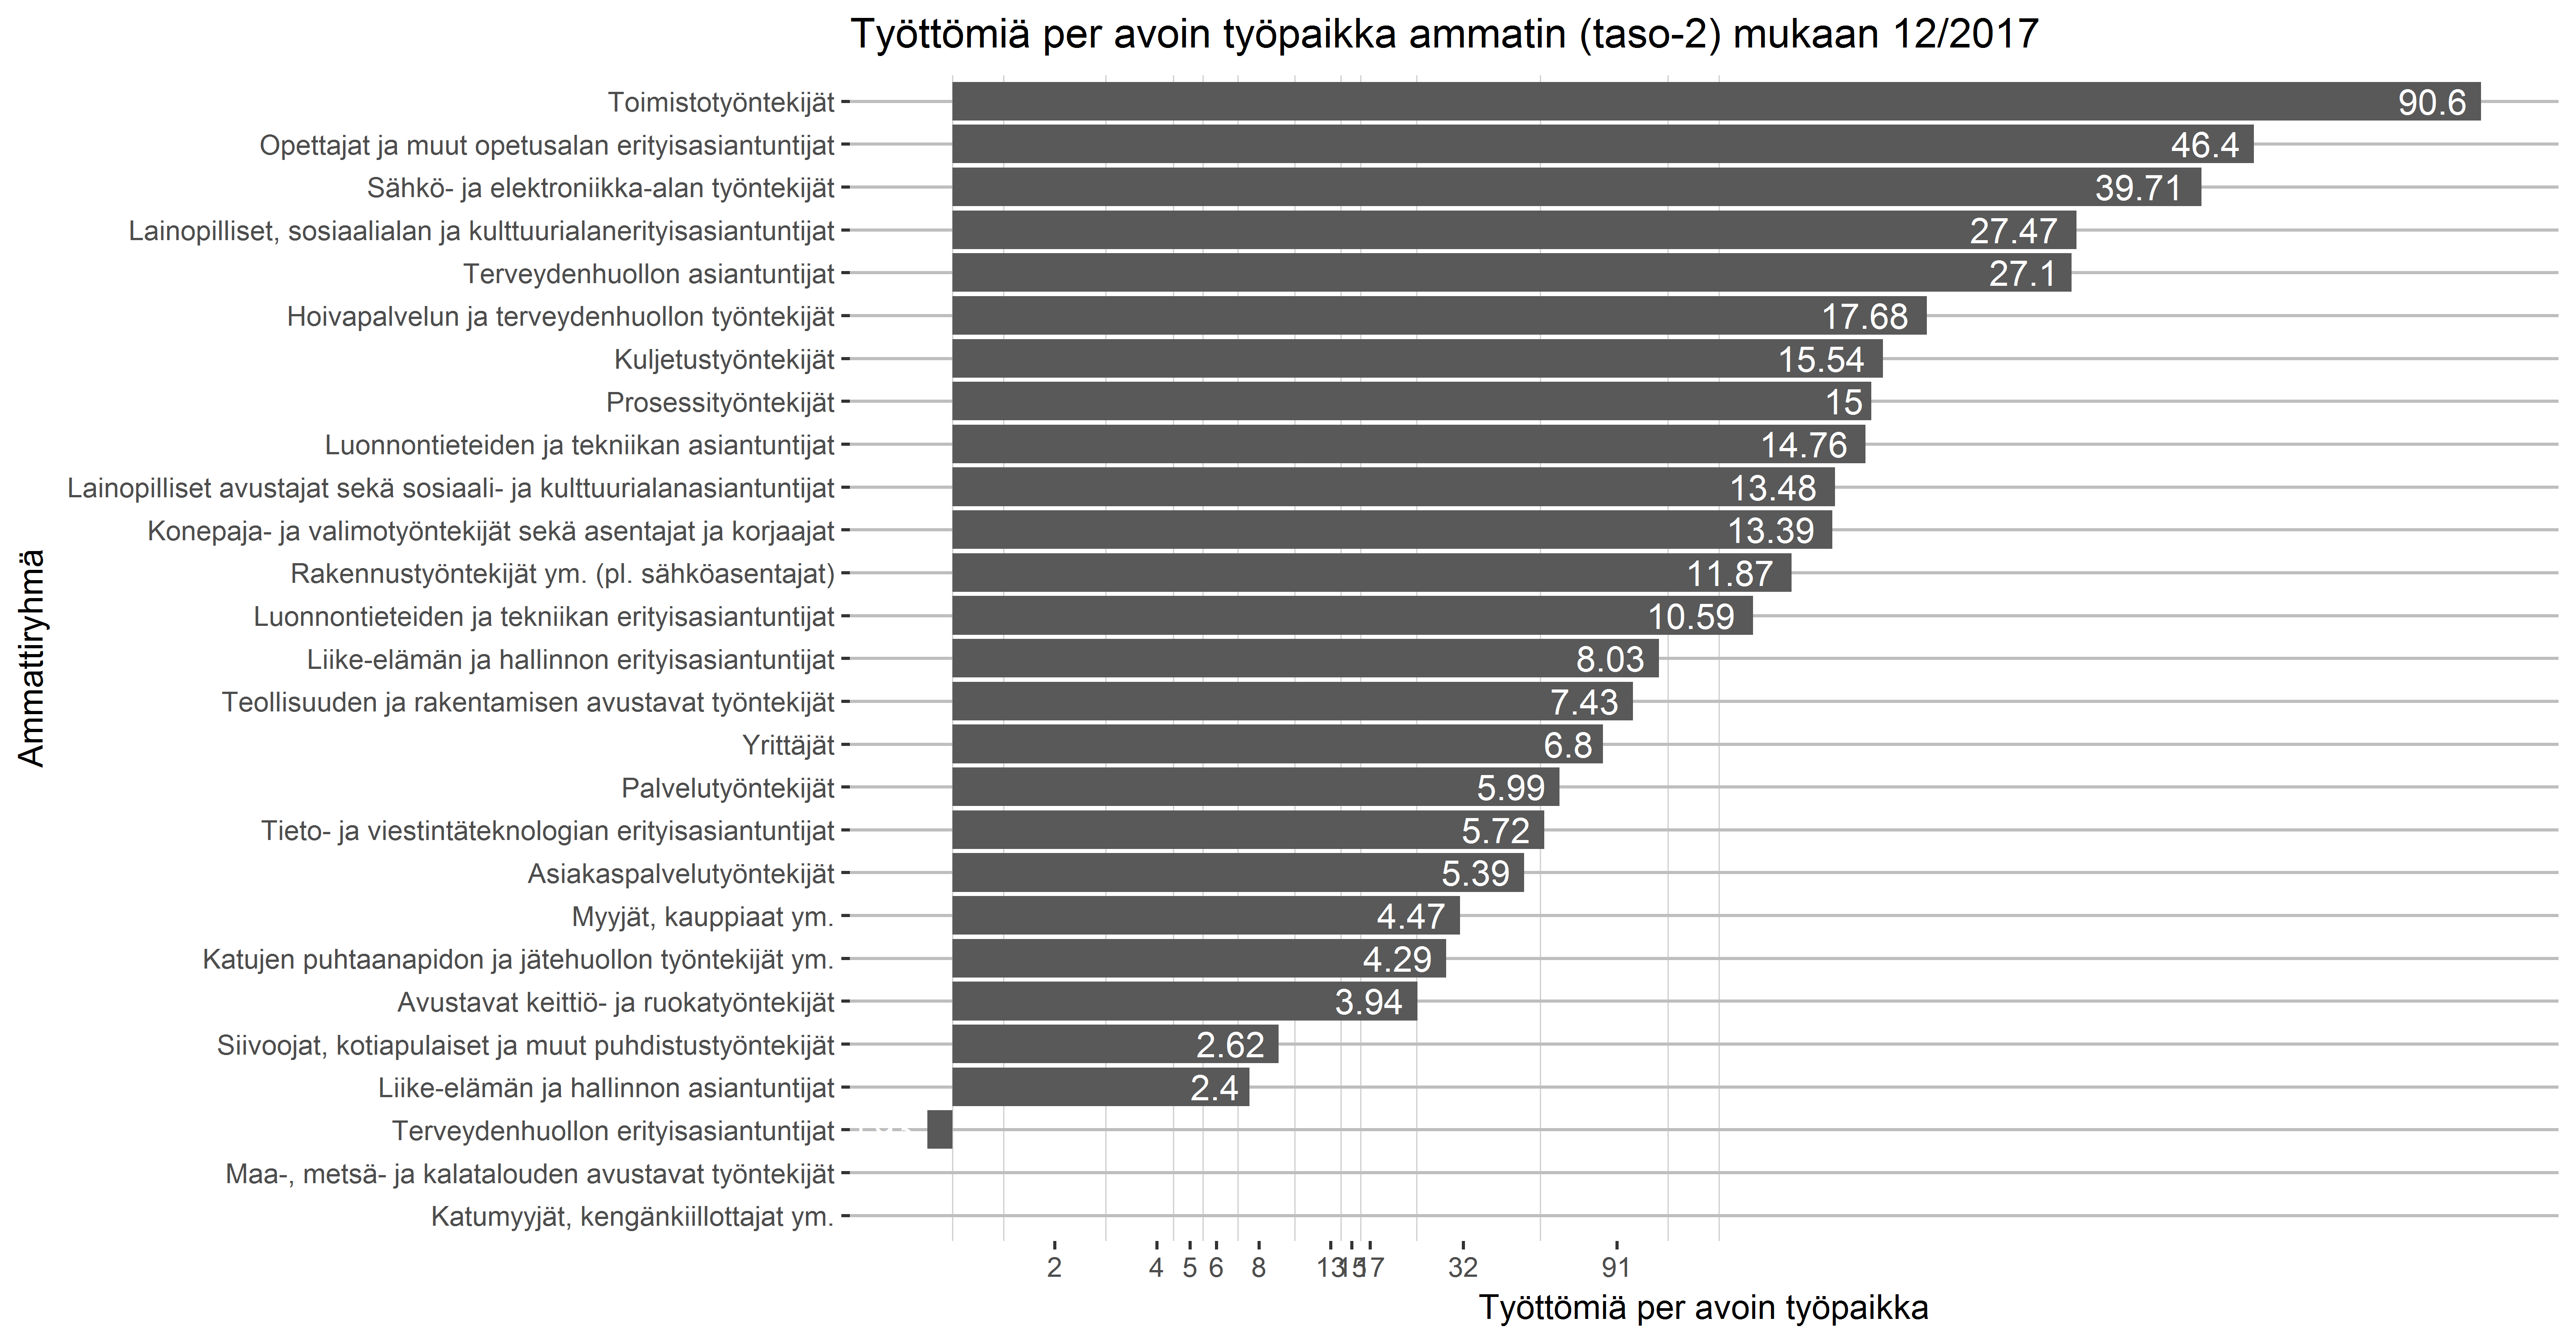 Työttömiä per avoin työpaikka ammatin (taso-2) mukaan 12/2017
Toimistotyöntekijät 90.6
Opettajat ja muut opetusalan erityisasiantuntijat 46.4
Sähkö- ja elektroniikka-alan työntekijät 39.71
Lainopilliset, sosiaalialan ja kulttuurialanerityisasiantuntijat 27.47
Terveydenhuollon asiantuntijat 27.1
Hoivapalvelun ja terveydenhuollon työntekijät 17.68
Kuljetustyöntekijät 15.54
Prosessityöntekijät 15
Luonnontieteiden ja tekniikan asiantuntijat 14.76
Lainopilliset avustajat sekä sosiaali- ja kulttuurialanasiantuntijat 13.48
Konepaja- ja valimotyöntekijät sekä asentajat ja korjaajat 13.39
Rakennustyöntekijät ym. (pl. sähköasentajat) 11.87
Luonnontieteiden ja tekniikan erityisasiantuntijat 10.59
Liike-elämän ja hallinnon erityisasiantuntijat 8.03
Teollisuuden ja rakentamisen avustavat työntekijät 7.43
Yrittäjät 6.8
Palvelutyöntekijät 5.99
Tieto- ja viestintäteknologian erityisasiantuntijat 5.72
Asiakaspalvelutyöntekijät 5.39
Myyjät, kauppiaat ym. 4.47
Katujen puhtaanapidon ja jätehuollon työntekijät ym. 4.29
Avustavat keittiö- ja ruokatyöntekijät 3.94
Siivoojat, kotiapulaiset ja muut puhdistustyöntekijät 2.62
Liike-elämän ja hallinnon asiantuntijat 2.4
Terveydenhuollon erityisasiantuntijat
Maa-, metsä- ja kalatalouden avustavat työntekijät
Katumyyjät, kengänkiillottajat ym.
Ammattiryhmä
2 4 5 6 8 13 15 17 32 91
Työttömiä per avoin työpaikka